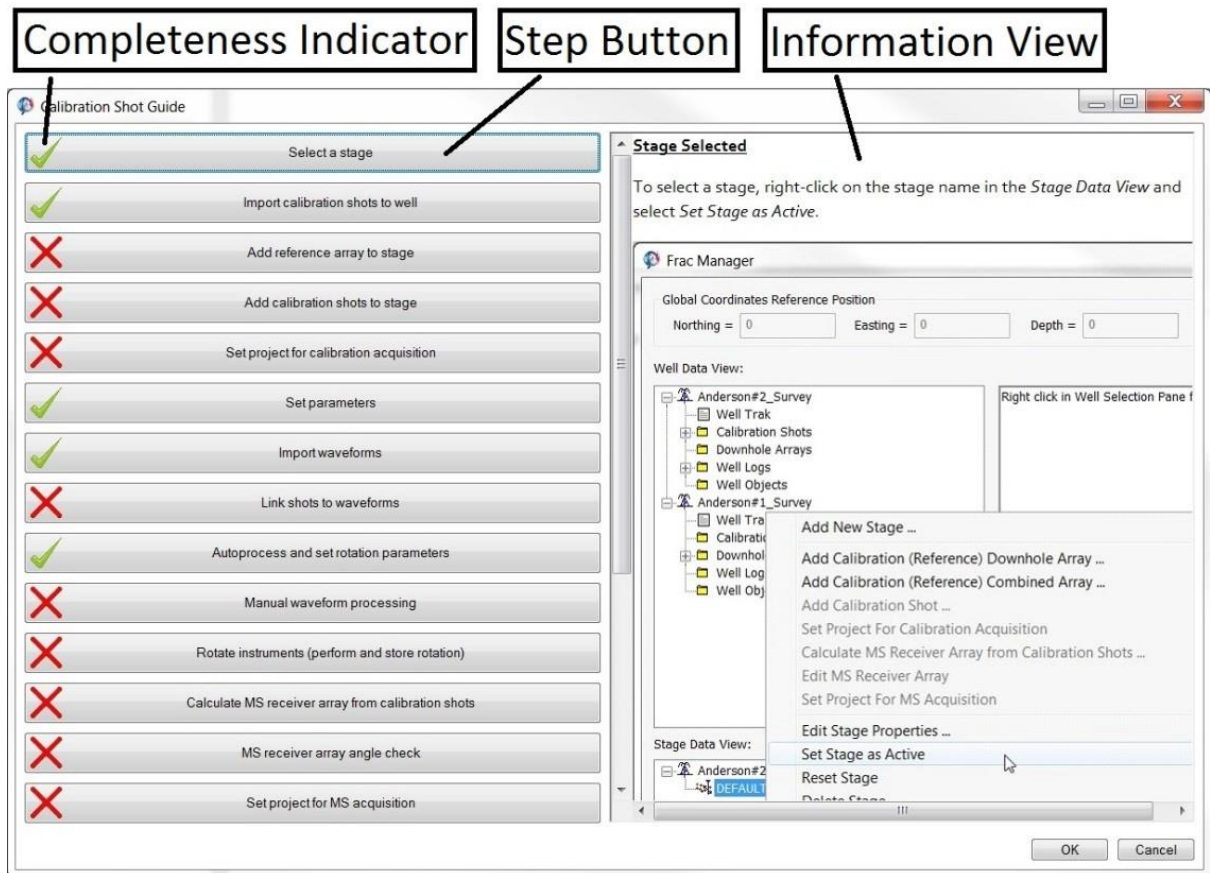 Completeness Indicator
Step Button
Information View
Calibration Shot Guide
Select a stage
Import calibration shots to well
Add reference array to stage
Add calibration shots to stage
Set project for calibration acquisition
Set parameters
Import waveforms
Link shots to waveforms
Autoprocess and set rotation parameters
Manual waveform processing
Rotate instruments (perform and store rotation)
Calculate MS receiver array from calibration shots
MS receiver array angle check
Set project for MS acquisition
Stage Selected
To select a stage, right-click on the stage name in the Stage Data View and
select Set Stage as Active.
Frac Manager
Global Coordinates Reference Position
Northing = 0 Easting = 0 Depth = 0
Well Data View:
Anderson#2_Survey
Well Trak
Calibration Shots
Downhole Arrays
Well Logs
Well Objects
Anderson#1_Survey
Well Tra
Calibratic
Downhol
Well Log
Well Obj
Right click in Well Selection Pane f
Add New Stage ...
Add Calibration (Reference) Downhole Array ...
Add Calibration (Reference) Combined Array ...
Add Calibration Shot ...
Set Project For Calibration Acquisition
Calculate MS Receiver Array from Calibration Shots ...
Edit MS Receiver Array
Set Project For MS Acquisition
Edit Stage Properties ...
Set Stage as Active
Reset Stage
Delete Stage
Stage Data View:
Anderson#2
DEFAULT
OK
Cancel